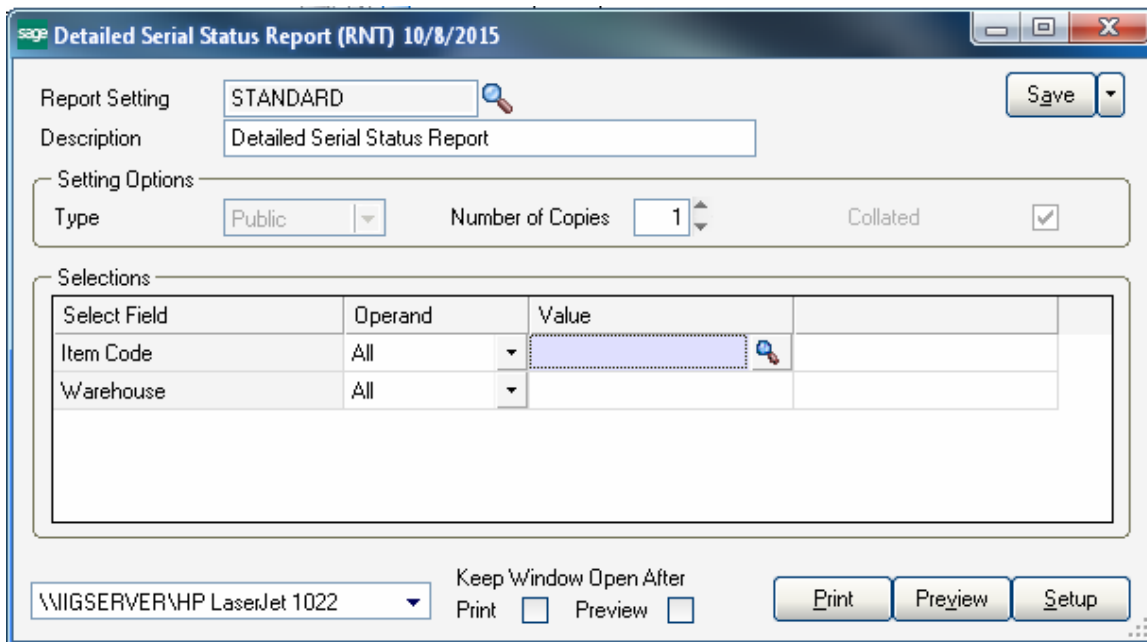 sage Detailed Serial Status Report (RNT) 10/8/2015
Report Setting STANDARD Save
Description Detailed Serial Status Report
Setting Options
Type Public Number of Copies 1 Collated
Selections
Select Field Operand Value
Item Code All
Warehouse All
Keep Window Open After
\\IIGSERVER\HP LaserJet 1022 Print Preview Print Preview Setup